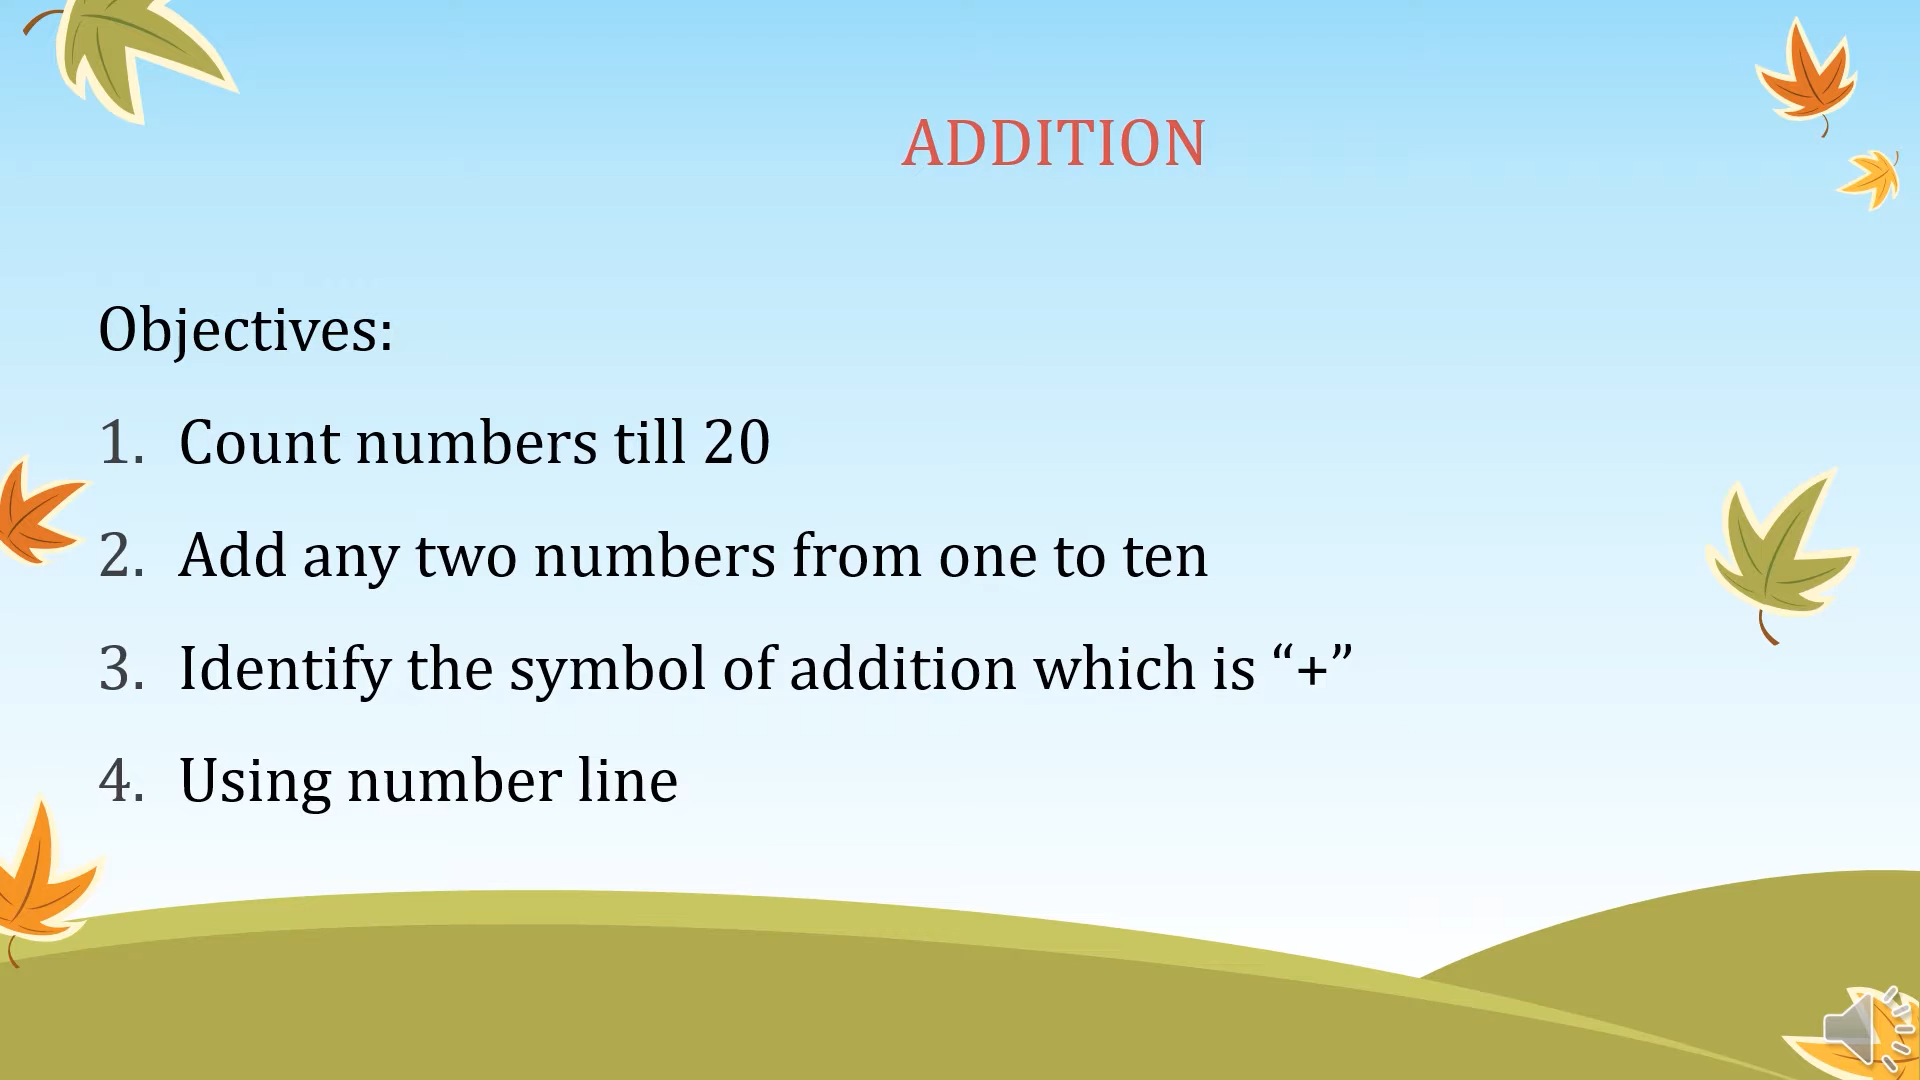 ADDITION
Objectives:
1. Count numbers till 20
2. Add any two numbers from one to ten
3. Identify the symbol of addition which is “+”
4. Using number line